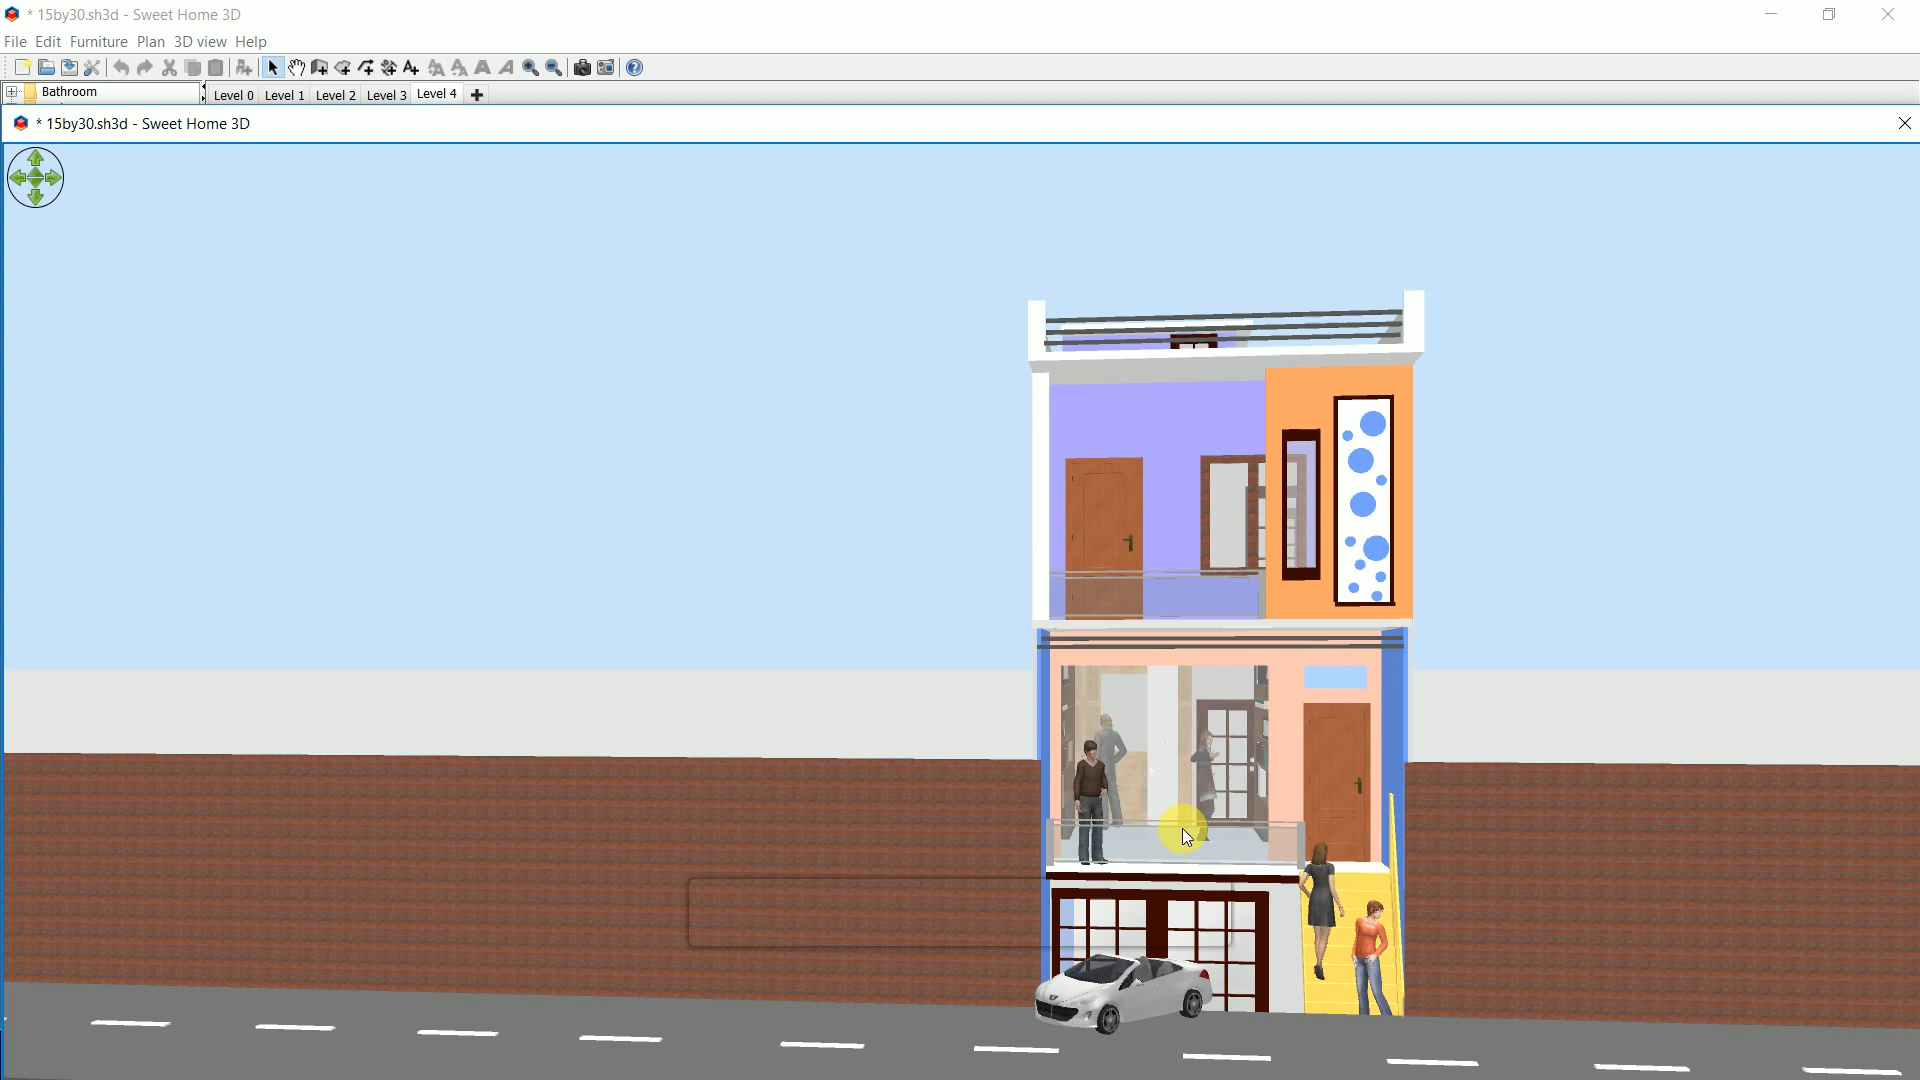 * 15by30.sh3d - Sweet Home 3D
File Edit Furniture Plan 3D view Help
Bathroom
Level 0 Level 1 Level 2 Level 3 Level 4
* 15by30.sh3d - Sweet Home 3D